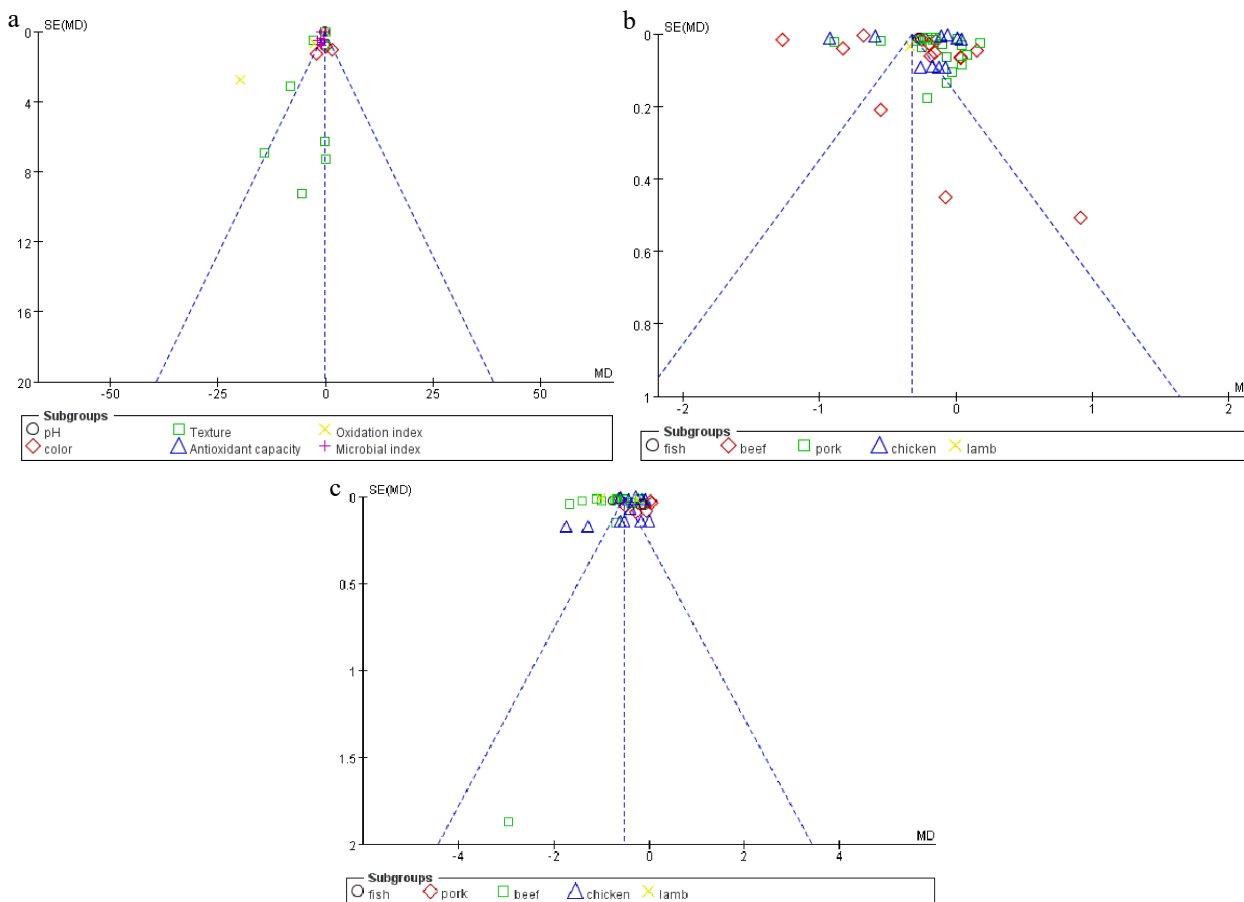 a
SE(MD)
0
4
8
12
16
20
-50
-25
0
25
50
MD
Subgroups
pH
Texture
Oxidation index
color
Antioxidant capacity
Microbial index
b
SE(MD)
0
0.2
0.4
0.6
0.8
1
-2
-1
0
1
2
M
Subgroups
fish
beef
pork
chicken
lamb
c
SE(MD)
0
0.5
1
1.5
2
-4
-2
0
2
4
MD
Subgroups
fish
pork
beef
chicken
lamb